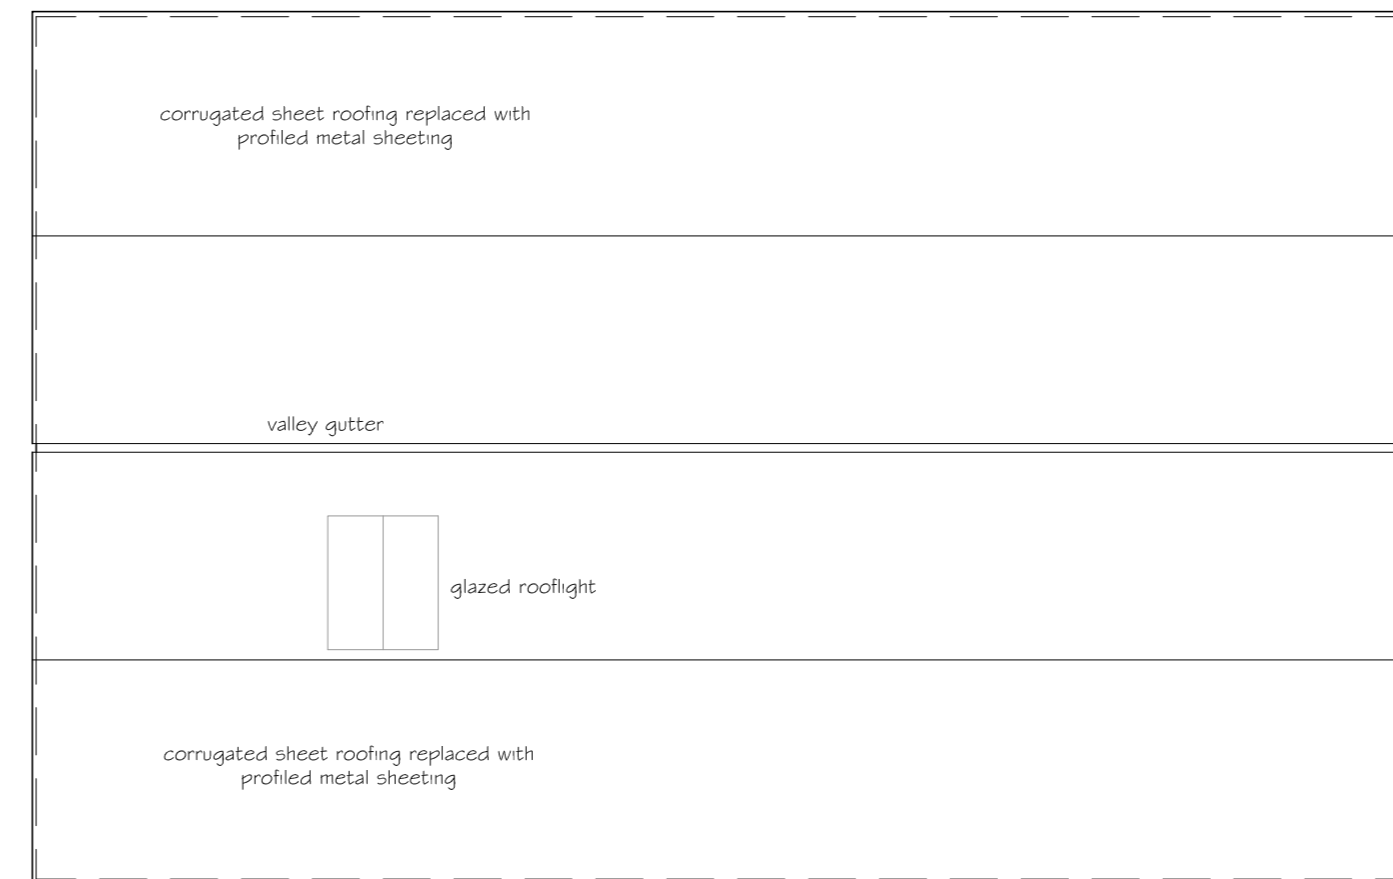 corrugated sheet roofing replaced with
profiled metal sheeting
valley gutter
glazed rooflight
corrugated sheet roofing replaced with
profiled metal sheeting